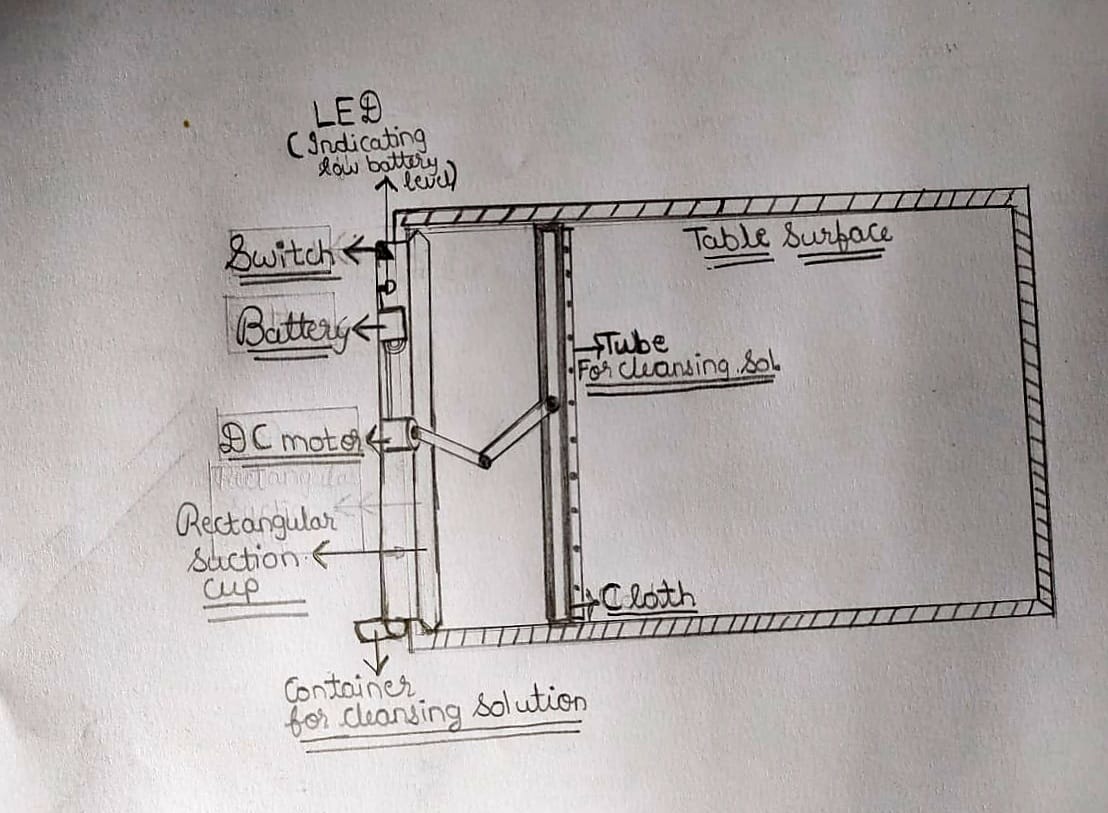 LED
(Indicating
low battery
level)
Switch
Table Surface
Battery
Tube
For cleansing sol.
DC motor
Rectangular
Rectangular
suction
cup
Cloth
Container
for cleansing solution